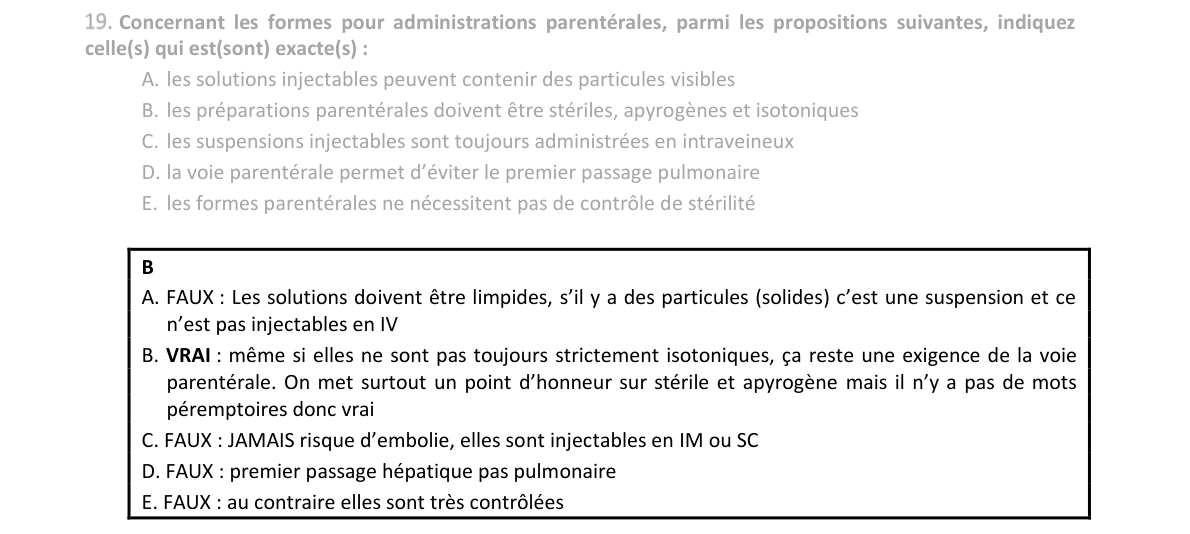 19. Concernant les formes pour administrations parentérales, parmi les propositions suivantes, indiquez
celle(s) qui est(sont) exacte(s) :
A. les solutions injectables peuvent contenir des particules visibles
B. les préparations parentérales doivent être stériles, apyrogènes et isotoniques
C. les suspensions injectables sont toujours administrées en intraveineux
D. la voie parentérale permet d’éviter le premier passage pulmonaire
E. les formes parentérales ne nécessitent pas de contrôle de stérilité
B
A. FAUX : Les solutions doivent être limpides, s’il y a des particules (solides) c’est une suspension et ce
n’est pas injectables en IV
B. VRAI : même si elles ne sont pas toujours strictement isotoniques, ça reste une exigence de la voie
parentérale. On met surtout un point d’honneur sur stérile et apyrogène mais il n’y a pas de mots
péremptoires donc vrai
C. FAUX : JAMAIS risque d’embolie, elles sont injectables en IM ou SC
D. FAUX : premier passage hépatique pas pulmonaire
E. FAUX : au contraire elles sont très contrôlées